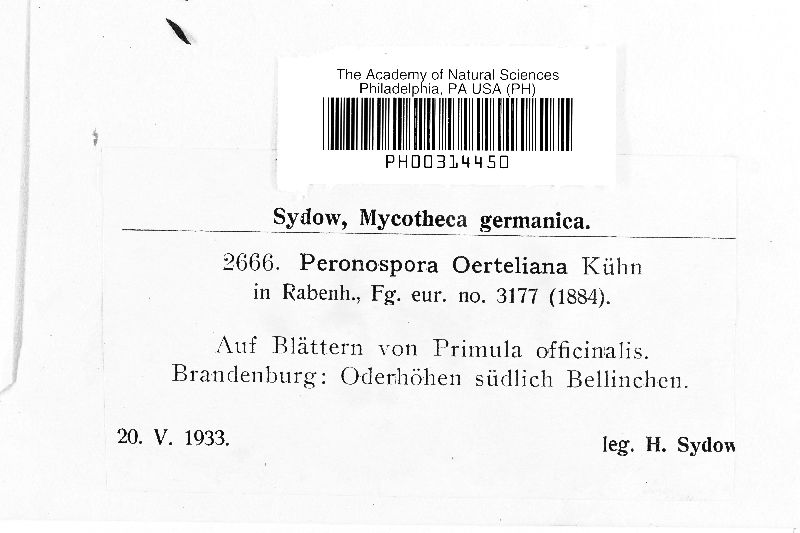 The Academy of Natural Sciences
Philadelphia, PA USA (PH)
PH00314450
Sydow, Mycotheca germanica.
2666. Peronospora Oerteliana Kühn
in Rabenh., Fg. eur. no. 3177 (1884).
Auf Blättern von Primula officinalis.
Brandenburg: Oderhöhen südlich Bellinchen.
20. V. 1933.
leg. H. Sydow